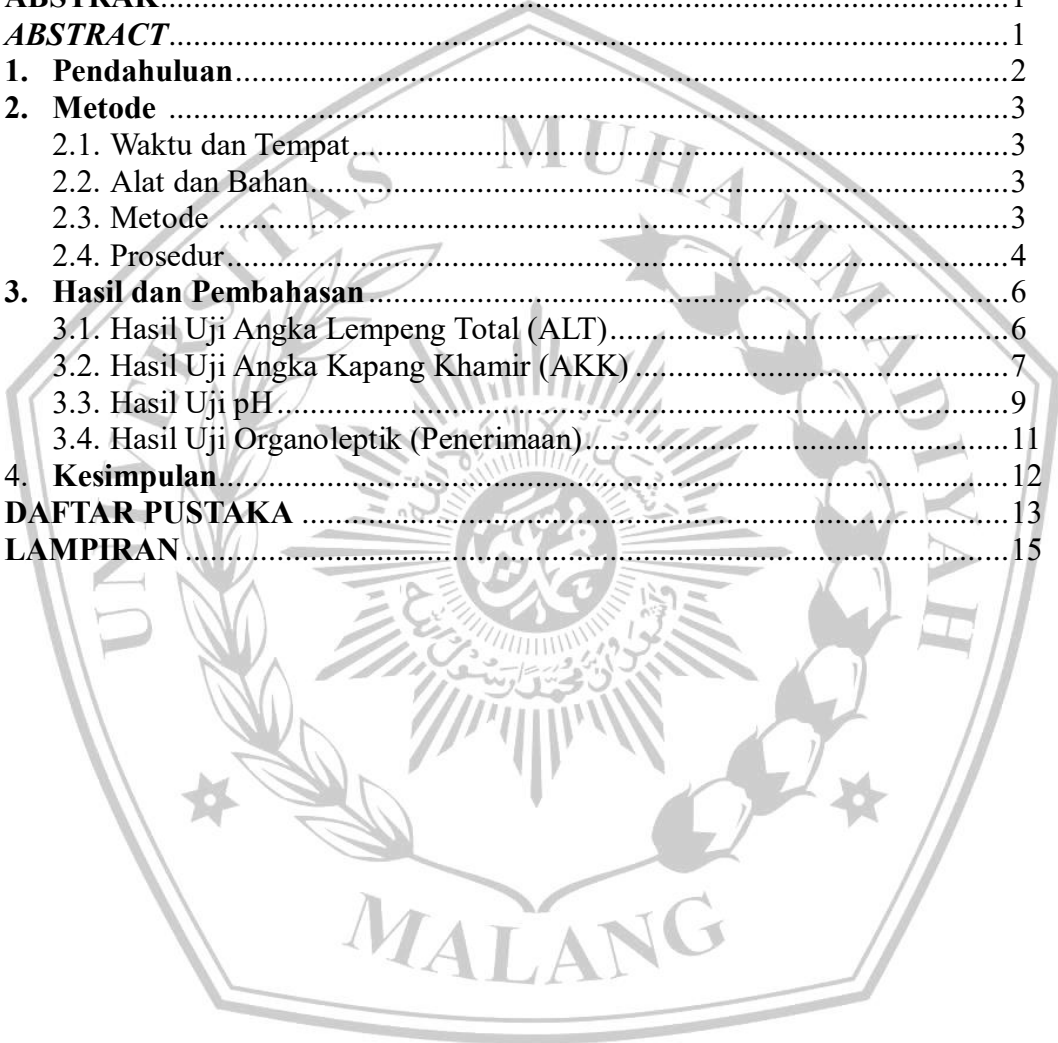 ABSTRAK............1
ABSTRACT............1
1. Pendahuluan............2
2. Metode ............3
2.1. Waktu dan Tempat............3
2.2. Alat dan Bahan............3
2.3. Metode ............3
2.4. Prosedur............4
3. Hasil dan Pembahasan............6
3.1. Hasil Uji Angka Lempeng Total (ALT)............6
3.2. Hasil Uji Angka Kapang Khamir (AKK) ............7
3.3. Hasil Uji pH............9
3.4. Hasil Uji Organoleptik (Penerimaan)............11
4. Kesimpulan............12
DAFTAR PUSTAKA ............13
LAMPIRAN............15
UNIVERSITAS MUHAMMADIYAH
MALANG